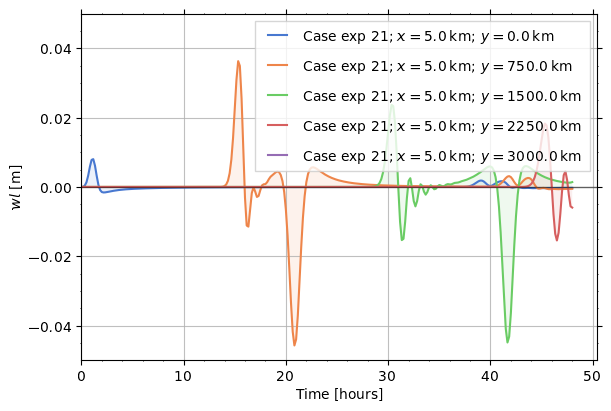 Case exp 21; x = 5.0 km; y = 0.0 km
Case exp 21; x = 5.0 km; y = 750.0 km
Case exp 21; x = 5.0 km; y = 1500.0 km
Case exp 21; x = 5.0 km; y = 2250.0 km
Case exp 21; x = 5.0 km; y = 3000.0 km
wl [m]
0.04
0.02
0.00
−0.02
−0.04
0 10 20 30 40 50
Time [hours]